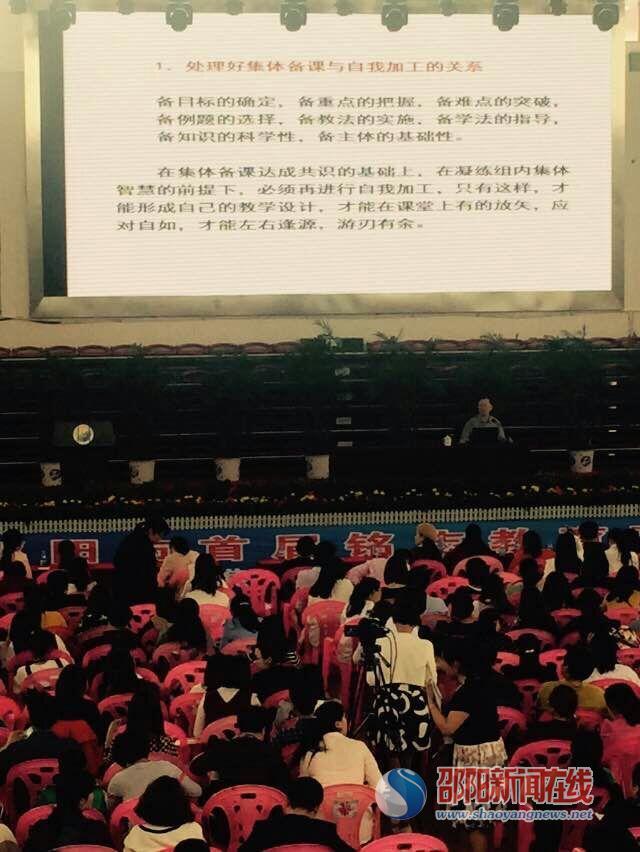 1. 处理好集体备课与自我加工的关系
备目标的确定，备重点的把握，备难点的突破，
备例题的选择，备教法的实施，备学法的指导，
备知识的科学性，备主体的基础性。
在集体备课达成共识的基础上，在凝练组内集体
智慧的前提下，必须再进行自我加工，只有这样，才
能形成自己的教学设计，才能在课堂上有的放矢，应
对自如，才能左右逢源，游刃有余。
首届铭志教
邵阳新闻在线
www.shaoyangnews.net